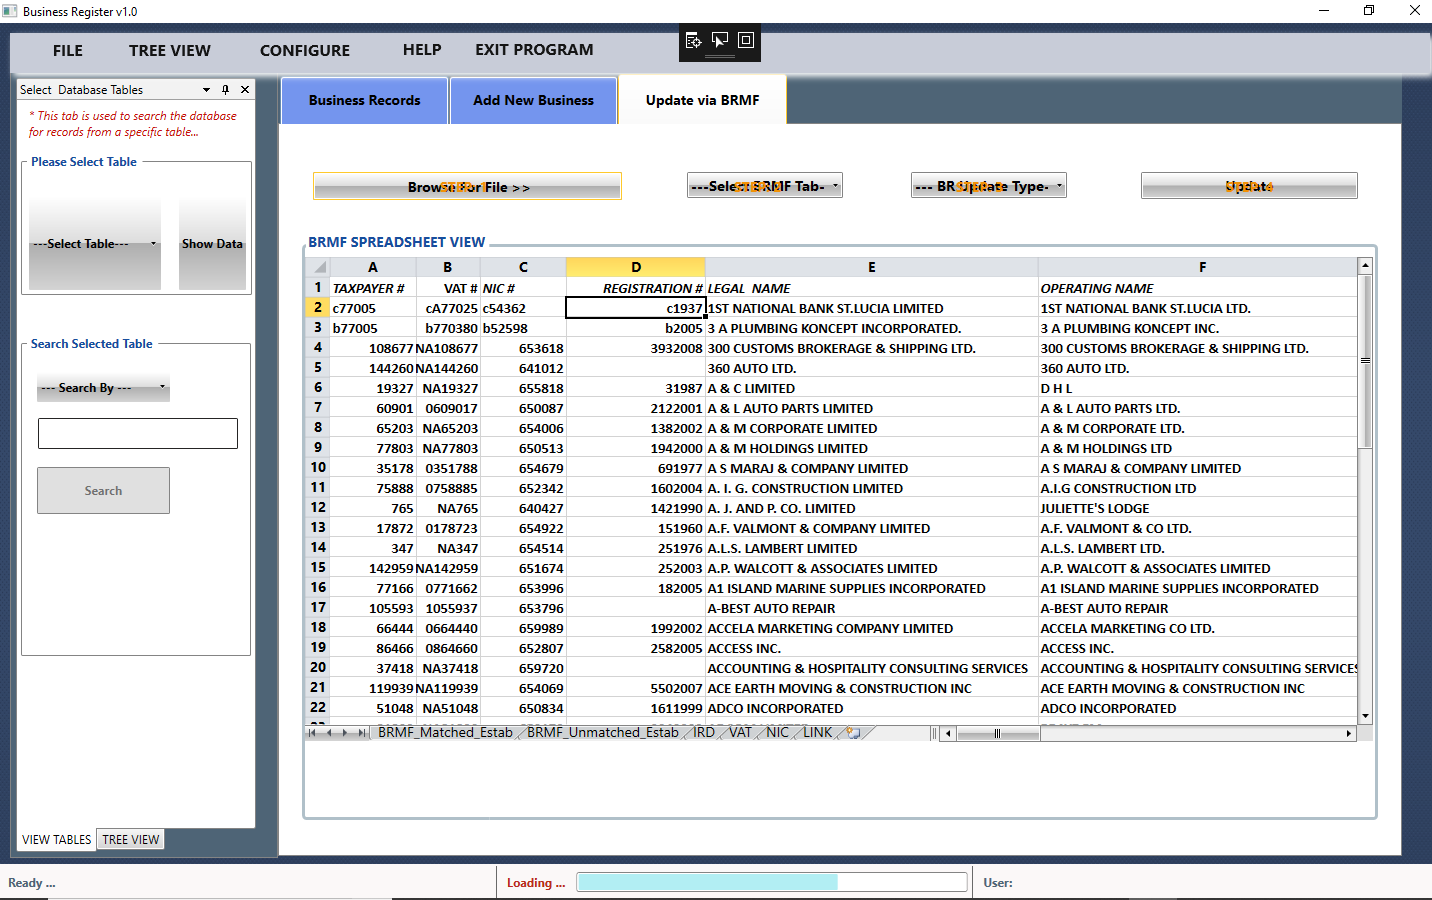 Business Register v1.0
FILE TREE VIEW CONFIGURE HELP EXIT PROGRAM
Select Database Tables
* This tab is used to search the database
for records from a specific table...
Please Select Table
---Select Table---
Show Data
Search Selected Table
--- Search By ---
Search
VIEW TABLES TREE VIEW
Business Records Add New Business Update via BRMF
Browse For File >>
STEP 1
---Select BRMF Tab-
STEP 2
--- BR Update Type-
STEP 3
Update
STEP 4
BRMF SPREADSHEET VIEW
A B C D E F
1 TAXPAYER # VAT # NIC # REGISTRATION # LEGAL NAME OPERATING NAME
2 c77005 cA77025 c54362 c1937 1ST NATIONAL BANK ST.LUCIA LIMITED 1ST NATIONAL BANK ST.LUCIA LTD.
3 b77005 b770380 b52598 b2005 3 A PLUMBING KONCEPT INCORPORATED. 3 A PLUMBING KONCEPT INC.
4 108677 NA108677 653618 3932008 300 CUSTOMS BROKERAGE & SHIPPING LTD. 300 CUSTOMS BROKERAGE & SHIPPING LTD.
5 144260 NA144260 641012 360 AUTO LTD. 360 AUTO LTD.
6 19327 NA19327 655818 31987 A & C LIMITED D H L
7 60901 0609017 650087 2122001 A & L AUTO PARTS LIMITED A & L AUTO PARTS LTD.
8 65203 NA65203 654006 1382002 A & M CORPORATE LIMITED A & M CORPORATE LTD.
9 77803 NA77803 650513 1942000 A & M HOLDINGS LIMITED A & M HOLDINGS LTD
10 35178 0351788 654679 691977 A S MARAJ & COMPANY LIMITED A S MARAJ & COMPANY LIMITED
11 75888 0758885 652342 1602004 A. I. G. CONSTRUCTION LIMITED A.I.G CONSTRUCTION LTD
12 765 NA765 640427 1421990 A. J. AND P. CO. LIMITED JULIETTE'S LODGE
13 17872 0178723 654922 151960 A.F. VALMONT & COMPANY LIMITED A.F. VALMONT & CO LTD.
14 347 NA347 654514 251976 A.L.S. LAMBERT LIMITED A.L.S. LAMBERT LTD.
15 142959 NA142959 651674 252003 A.P. WALCOTT & ASSOCIATES LIMITED A.P. WALCOTT & ASSOCIATES LIMITED
16 77166 0771662 653996 182005 A1 ISLAND MARINE SUPPLIES INCORPORATED A1 ISLAND MARINE SUPPLIES INCORPORATED
17 105593 1055937 653796 A-BEST AUTO REPAIR A-BEST AUTO REPAIR
18 66444 0664440 659989 1992002 ACCELA MARKETING COMPANY LIMITED ACCELA MARKETING CO LTD.
19 86466 0864660 652807 2582005 ACCESS INC. ACCESS INC.
20 37418 NA37418 659720 ACCOUNTING & HOSPITALITY CONSULTING SERVICES ACCOUNTING & HOSPITALITY CONSULTING SERVICES
21 119939 NA119939 654069 5502007 ACE EARTH MOVING & CONSTRUCTION INC ACE EARTH MOVING & CONSTRUCTION INC
22 51048 NA51048 650834 1611999 ADCO INCORPORATED ADCO INCORPORATED
BRMF_Matched_Estab BRMF_Unmatched_Estab IRD VAT NIC LINK
Ready ... Loading ... User: